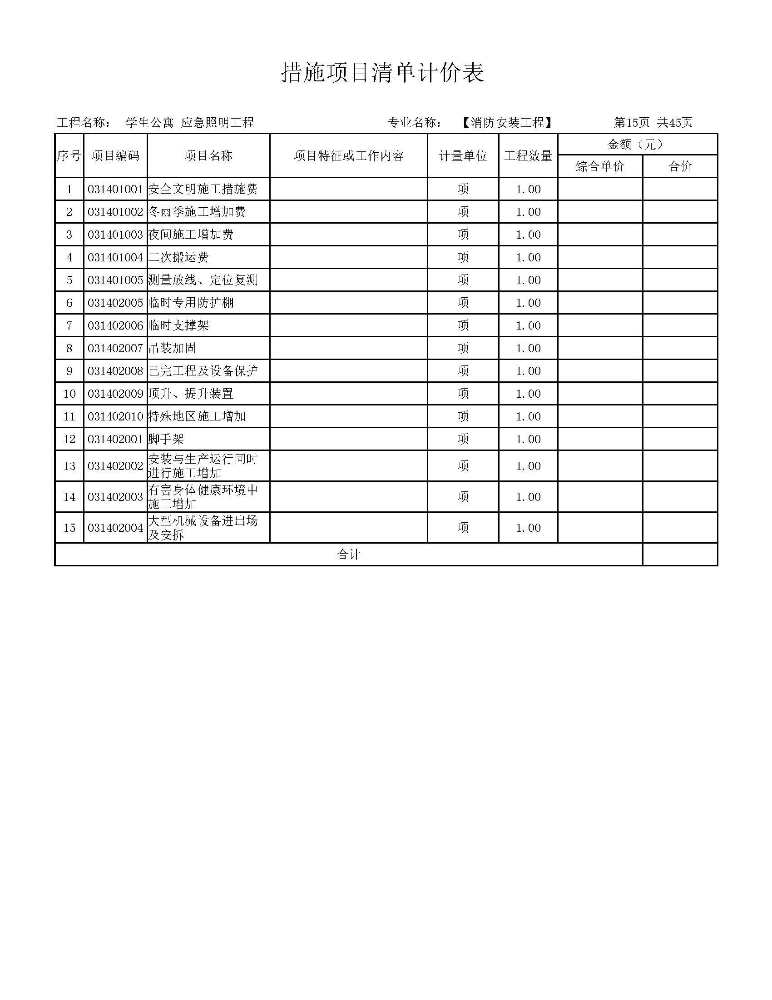 措施项目清单计价表
工程名称： 学生公寓 应急照明工程 专业名称： 【消防安装工程】 第15页 共45页
序号 项目编码 项目名称 项目特征或工作内容 计量单位 工程数量 金额（元）
综合单价 合价
1 031401001 安全文明施工措施费 项 1.00
2 031401002 冬雨季施工增加费 项 1.00
3 031401003 夜间施工增加费 项 1.00
4 031401004 二次搬运费 项 1.00
5 031401005 测量放线、定位复测 项 1.00
6 031402005 临时专用防护棚 项 1.00
7 031402006 临时支撑架 项 1.00
8 031402007 吊装加固 项 1.00
9 031402008 已完工程及设备保护 项 1.00
10 031402009 顶升、提升装置 项 1.00
11 031402010 特殊地区施工增加 项 1.00
12 031402001 脚手架 项 1.00
13 031402002 安装与生产运行同时 项 1.00
进行施工增加
14 031402003 有害身体健康环境中 项 1.00
施工增加
15 031402004 大型机械设备进出场 项 1.00
及安拆
合计